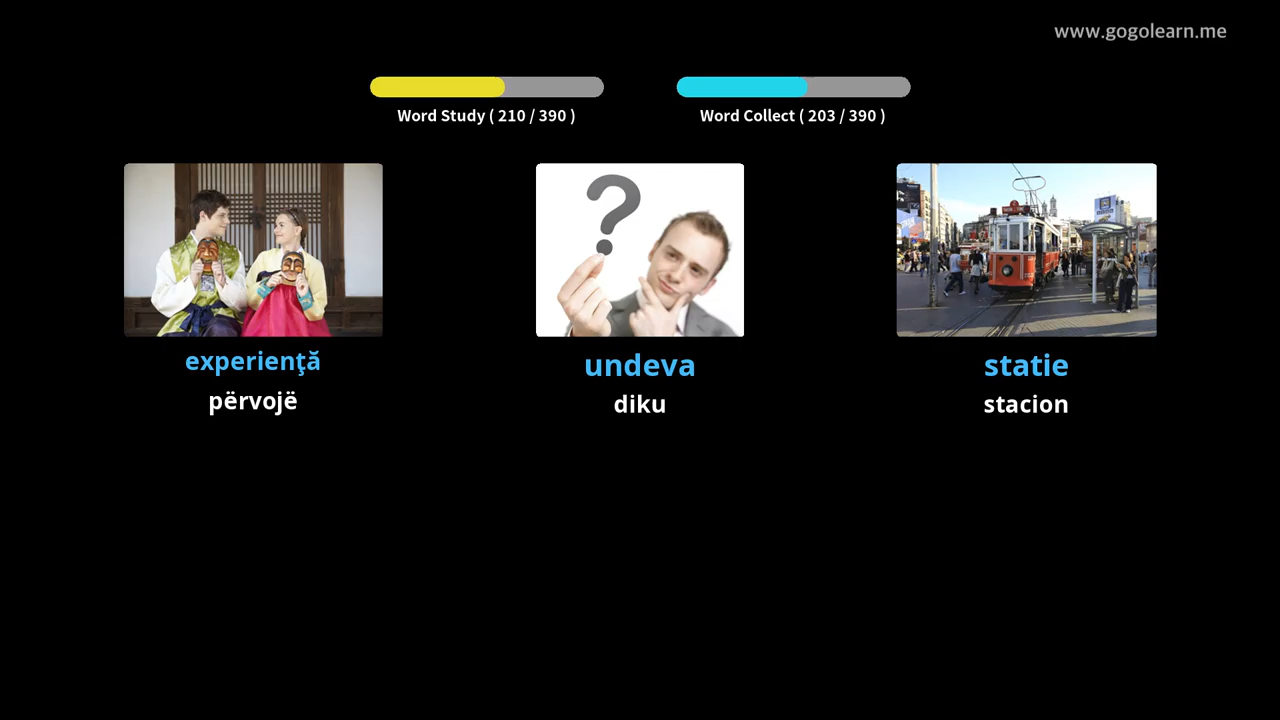 www.gogolearn.me
Word Study ( 210 / 390 )
Word Collect ( 203 / 390 )
?
experienţă
undeva
statie
përvojë
diku
stacion